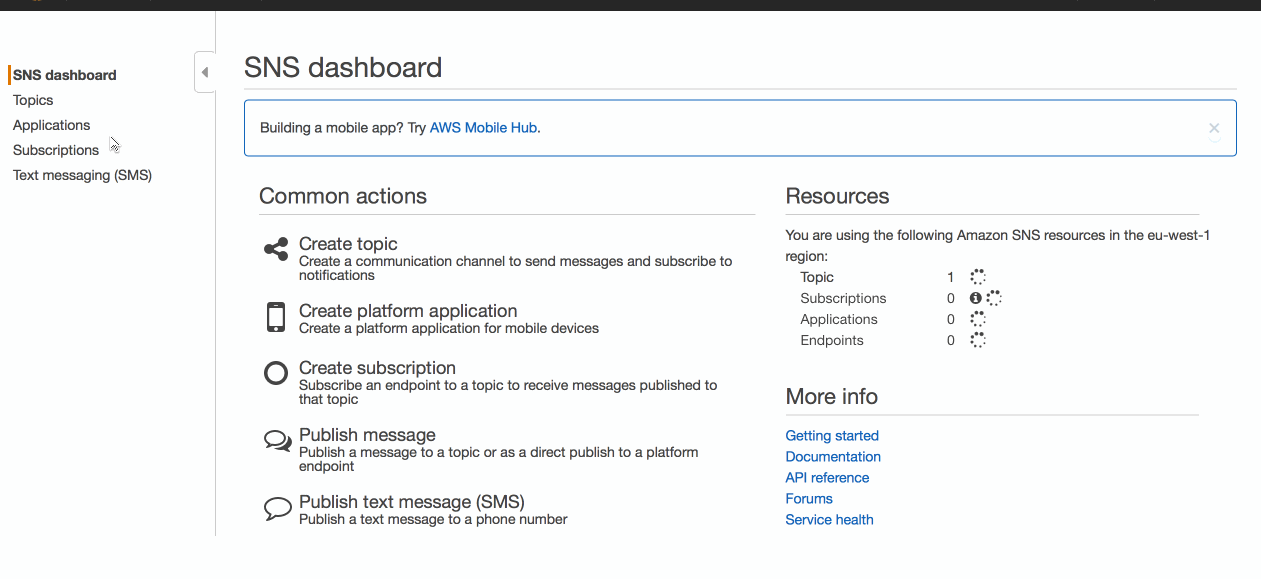 SNS dashboard
Topics
Applications
Subscriptions
Text messaging (SMS)
SNS dashboard
Building a mobile app? Try AWS Mobile Hub.
Common actions
Create topic
Create a communication channel to send messages and subscribe to
notifications
Create platform application
Create a platform application for mobile devices
Create subscription
Subscribe an endpoint to a topic to receive messages published to
that topic
Publish message
Publish a message to a topic or as a direct publish to a platform
endpoint
Publish text message (SMS)
Publish a text message to a phone number
Resources
You are using the following Amazon SNS resources in the eu-west-1
region:
Topic 1
Subscriptions 0
Applications 0
Endpoints 0
More info
Getting started
Documentation
API reference
Forums
Service health